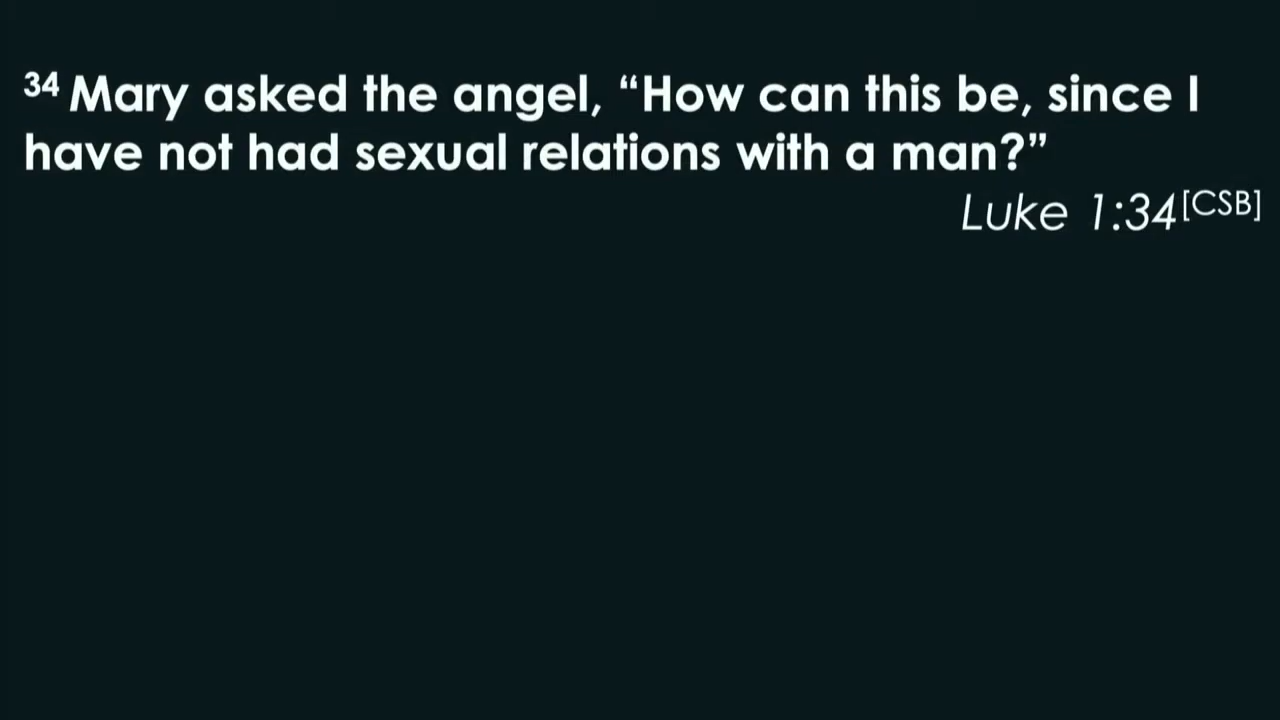 34 Mary asked the angel, “How can this be, since I
have not had sexual relations with a man?”
Luke 1:34[CSB]